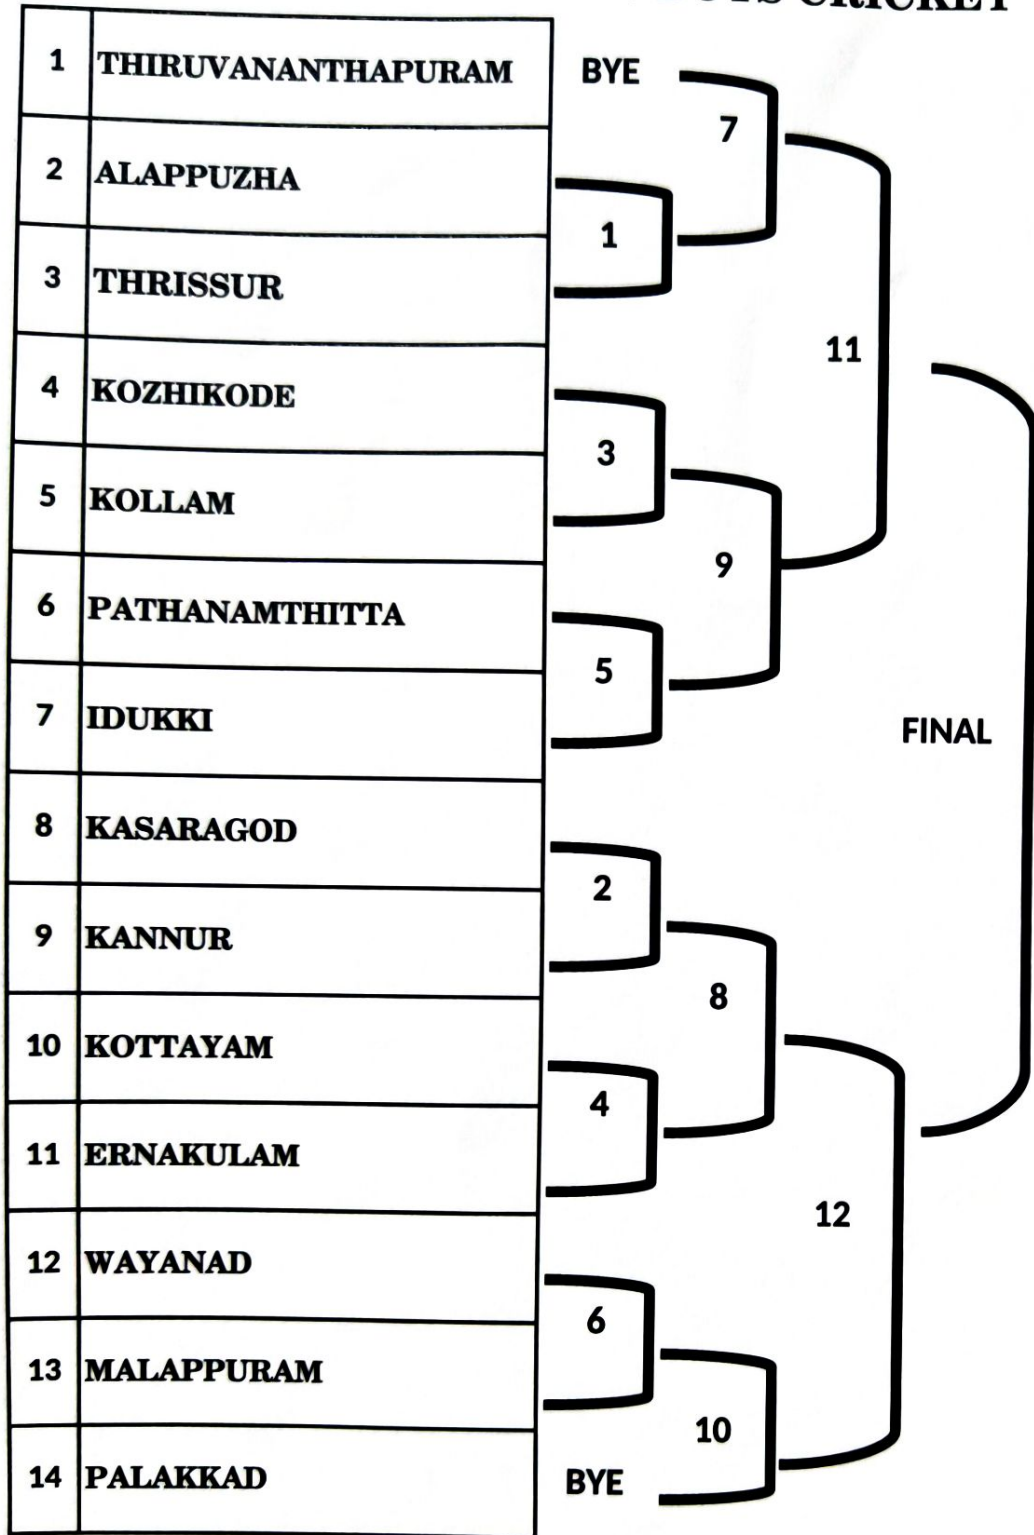 CRICKET
1 THIRUVANANTHAPURAM BYE
7
2 ALAPPUZHA
1
3 THRISSUR
11
4 KOZHIKODE
3
5 KOLLAM
9
6 PATHANAMTHITTA
5
7 IDUKKI
FINAL
8 KASARAGOD
2
9 KANNUR
8
10 KOTTAYAM
4
11 ERNAKULAM
12
12 WAYANAD
6
13 MALAPPURAM
10
14 PALAKKAD BYE